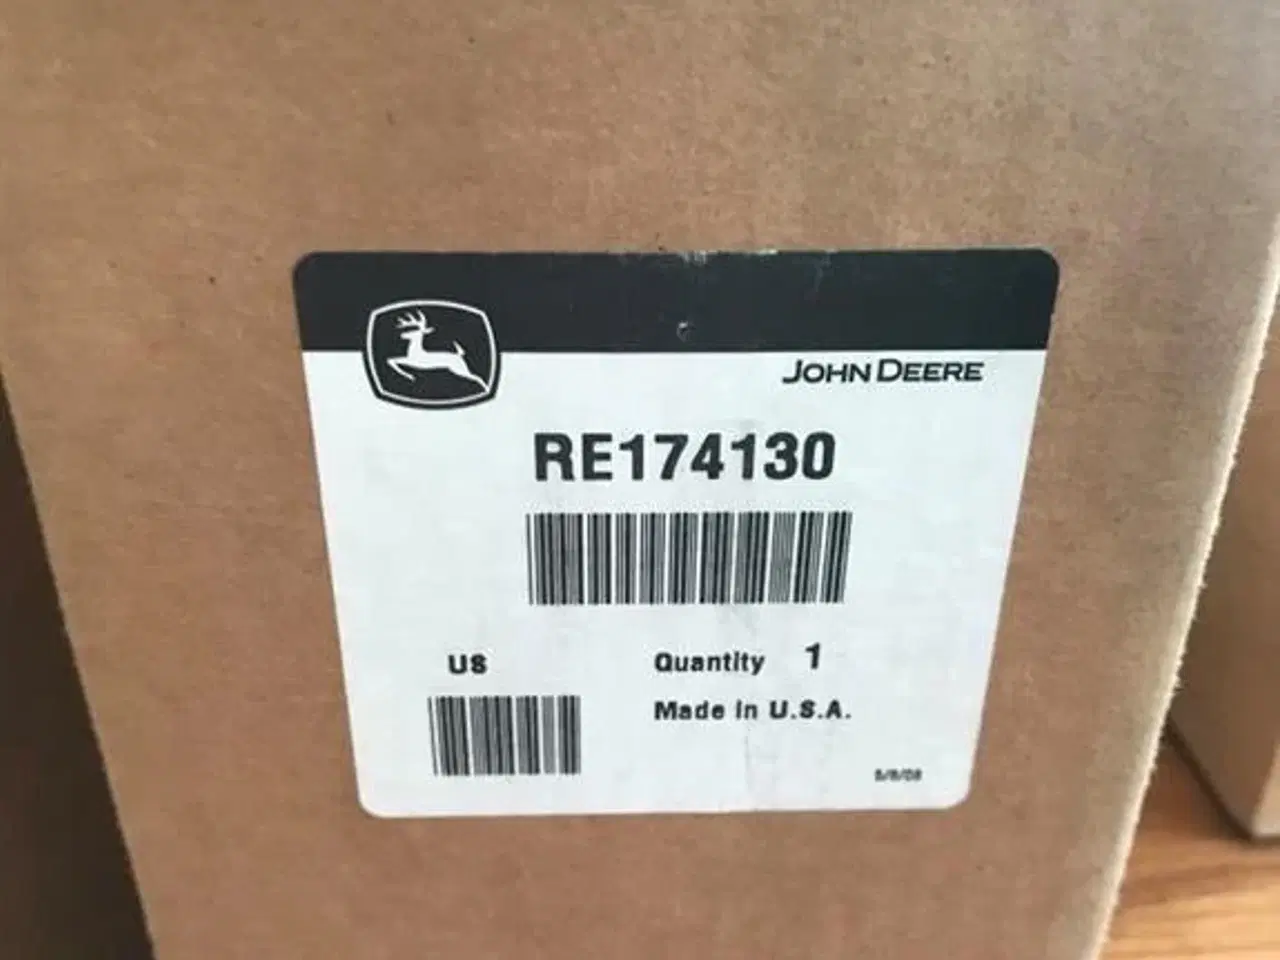 JOHN DEERE
RE174130
US
Quantity 1
Made in U.S.A.